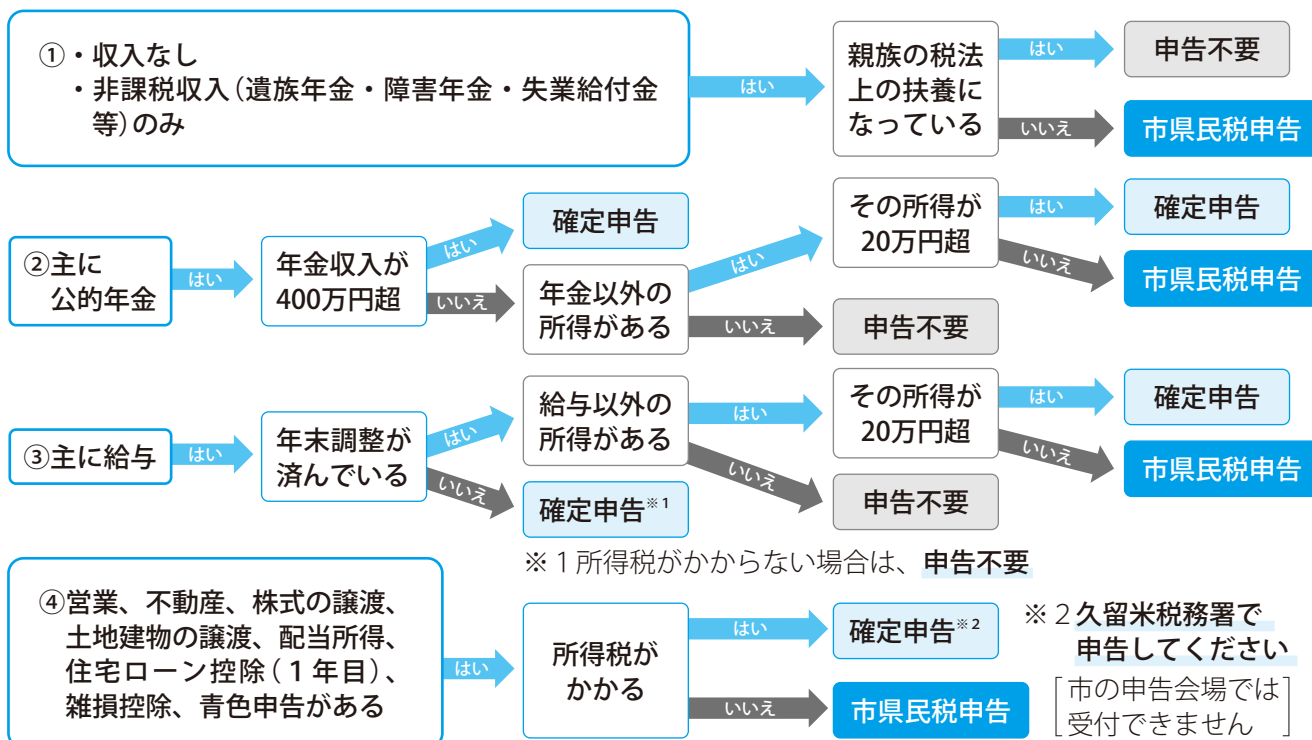 ①・収入なし
・非課税収入（遺族年金・障害年金・失業給付金
等）のみ
はい
親族の税法
上の扶養に
なっている
はい
申告不要
いいえ
市県民税申告
②主に
公的年金
はい
年金収入が
400万円超
はい
確定申告
いいえ
年金以外の
所得がある
はい
その所得が
20万円超
はい
確定申告
いいえ
市県民税申告
いいえ
申告不要
③主に給与
はい
年末調整が
済んでいる
はい
給与以外の
所得がある
はい
その所得が
20万円超
はい
確定申告
いいえ
市県民税申告
いいえ
申告不要
いいえ
確定申告※1
※1所得税がかからない場合は、申告不要
④営業、不動産、株式の譲渡、
土地建物の譲渡、配当所得、
住宅ローン控除（1年目）、
雑損控除、青色申告がある
はい
所得税が
かかる
はい
確定申告※2
いいえ
市県民税申告
※2久留米税務署で
申告してください
[市の申告会場では
受付できません]